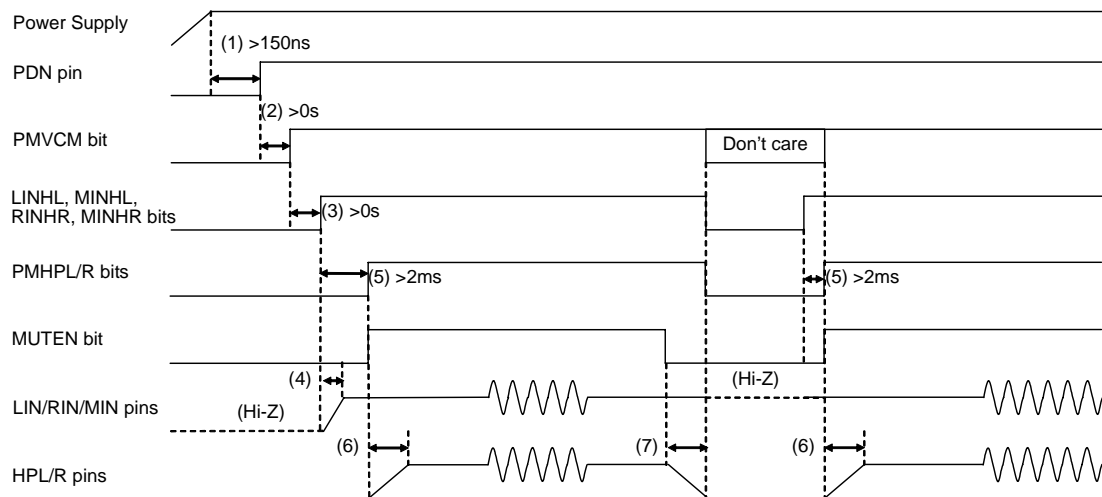 Power Supply
(1) >150ns
PDN pin
(2) >0s
PMVCM bit
Don't care
LINHL, MINHL,
RINHR, MINHR bits
(3) >0s
PMHPL/R bits
(5) >2ms
(5) >2ms
MUTEN bit
(4)
(Hi-Z)
(Hi-Z)
LIN/RIN/MIN pins
(6)
(7)
(6)
HPL/R pins